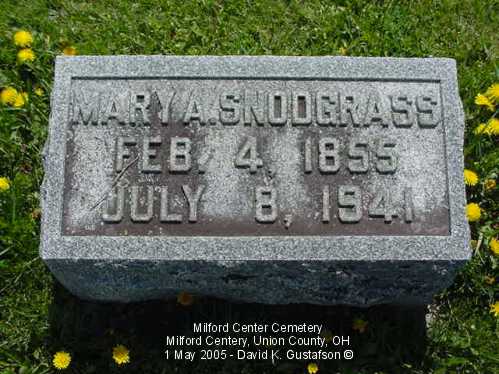 MARY A. SNODGRASS
FEB. 4, 1855
JULY 8, 1941
Milford Center Cemetery
Milford Centery, Union County, OH
1 May 2005 - David K. Gustafson ©